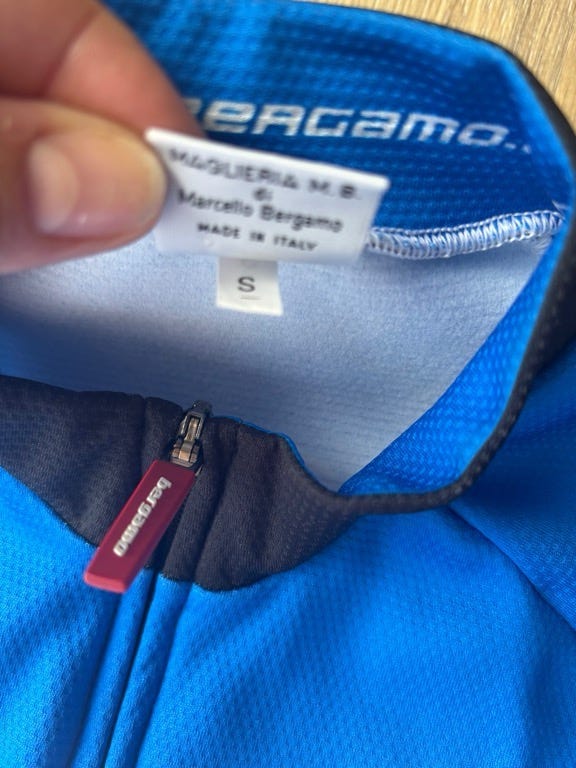 BERGAMO..
MAGLIERIA M.B.
di
Marcello Bergamo
MADE IN ITALY
S
bergamo